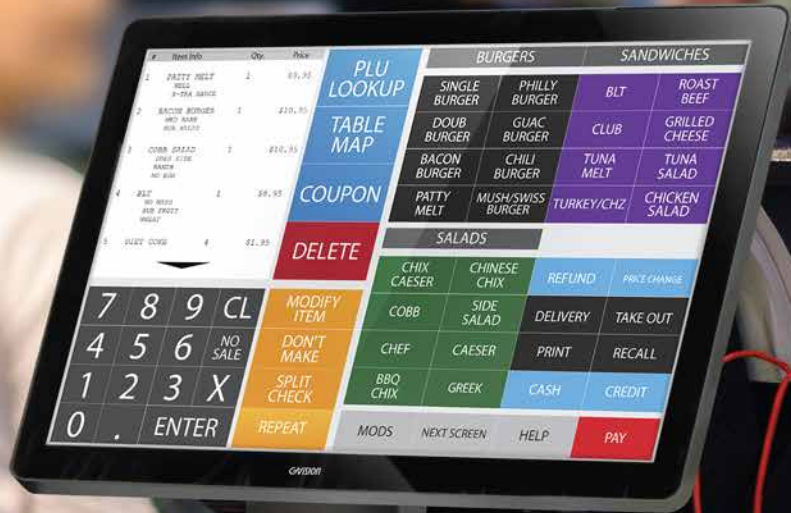 # Item Info Qty. Price
1 PATTY MELT 1 $9.95
WELL
X-TRA SAUCE
2 BACON BURGER 1 $10.95
MED RARE
SUB SALAD
3 COBB SALAD 1 $10.95
DRES SIDE
RANCH
NO EGG
4 BLT 1 $8.95
NO MAYO
SUB FRUIT
WHEAT
5 DIET COKE 4 $1.95
PLU
LOOKUP
TABLE
MAP
COUPON
DELETE
BURGERS
SINGLE
BURGER
PHILLY
BURGER
DOUB
BURGER
GUAC
BURGER
BACON
BURGER
CHILI
BURGER
PATTY
MELT
MUSH/SWISS
BURGER
SANDWICHES
BLT
ROAST
BEEF
CLUB
GRILLED
CHEESE
TUNA
MELT
TUNA
SALAD
TURKEY/CHZ
CHICKEN
SALAD
SALADS
CHIX
CAESER
CHINESE
CHIX
COBB
SIDE
SALAD
CHEF
CAESER
BBQ
CHIX
GREEK
REFUND
PRICE CHANGE
DELIVERY
TAKE OUT
PRINT
RECALL
CASH
CREDIT
7 8 9 CL
4 5 6 NO
SALE
1 2 3 X
0 . ENTER
MODIFY
ITEM
DON'T
MAKE
SPLIT
CHECK
REPEAT
MODS
NEXT SCREEN
HELP
PAY
GVISION